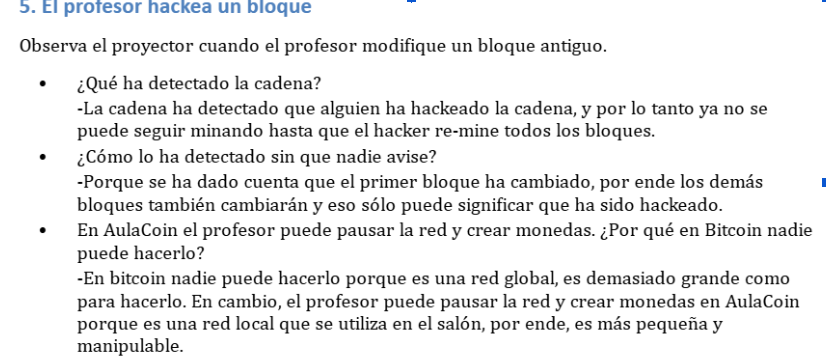 5. El profesor hackea un bloque
Observa el proyector cuando el profesor modifique un bloque antiguo.
• ¿Qué ha detectado la cadena?
-La cadena ha detectado que alguien ha hackeado la cadena, y por lo tanto ya no se
puede seguir minando hasta que el hacker re-mine todos los bloques.
• ¿Cómo lo ha detectado sin que nadie avise?
-Porque se ha dado cuenta que el primer bloque ha cambiado, por ende los demás
bloques también cambiarán y eso sólo puede significar que ha sido hackeado.
• En AulaCoin el profesor puede pausar la red y crear monedas. ¿Por qué en Bitcoin nadie
puede hacerlo?
-En bitcoin nadie puede hacerlo porque es una red global, es demasiado grande como
para hacerlo. En cambio, el profesor puede pausar la red y crear monedas en AulaCoin
porque es una red local que se utiliza en el salón, por ende, es más pequeña y
manipulable.